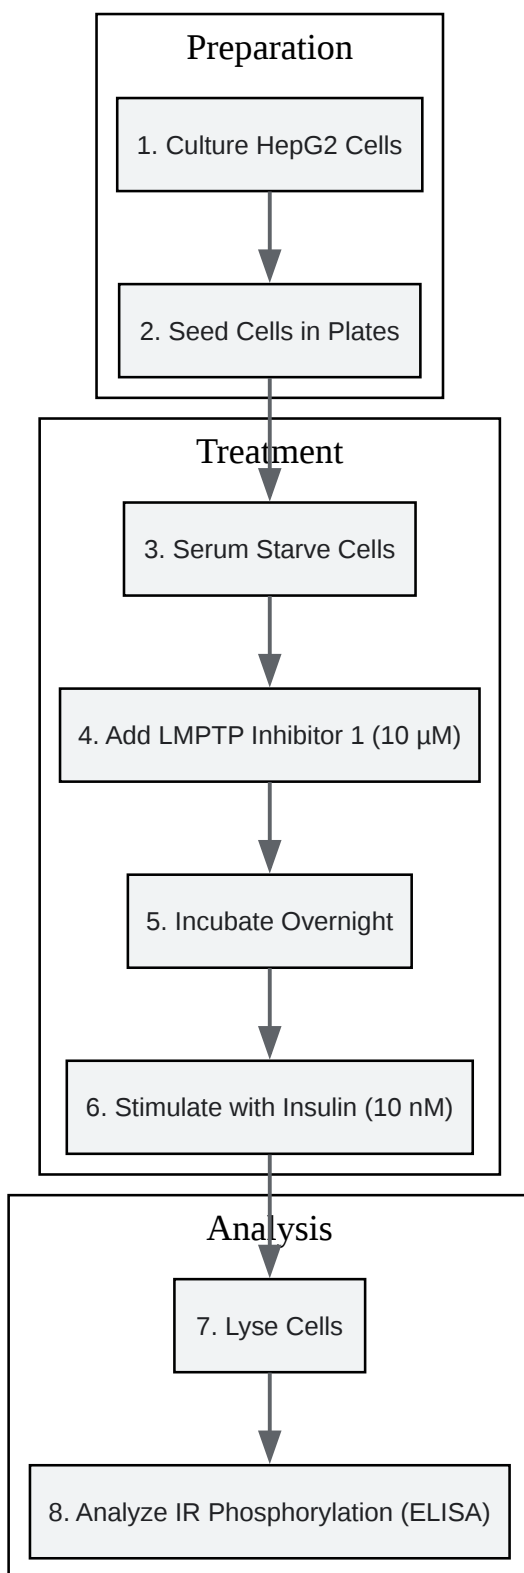 Preparation
1. Culture HepG2 Cells
2. Seed Cells in Plates
Treatment
3. Serum Starve Cells
4. Add LMPTP Inhibitor 1 (10 µM)
5. Incubate Overnight
6. Stimulate with Insulin (10 nM)
Analysis
7. Lyse Cells
8. Analyze IR Phosphorylation (ELISA)